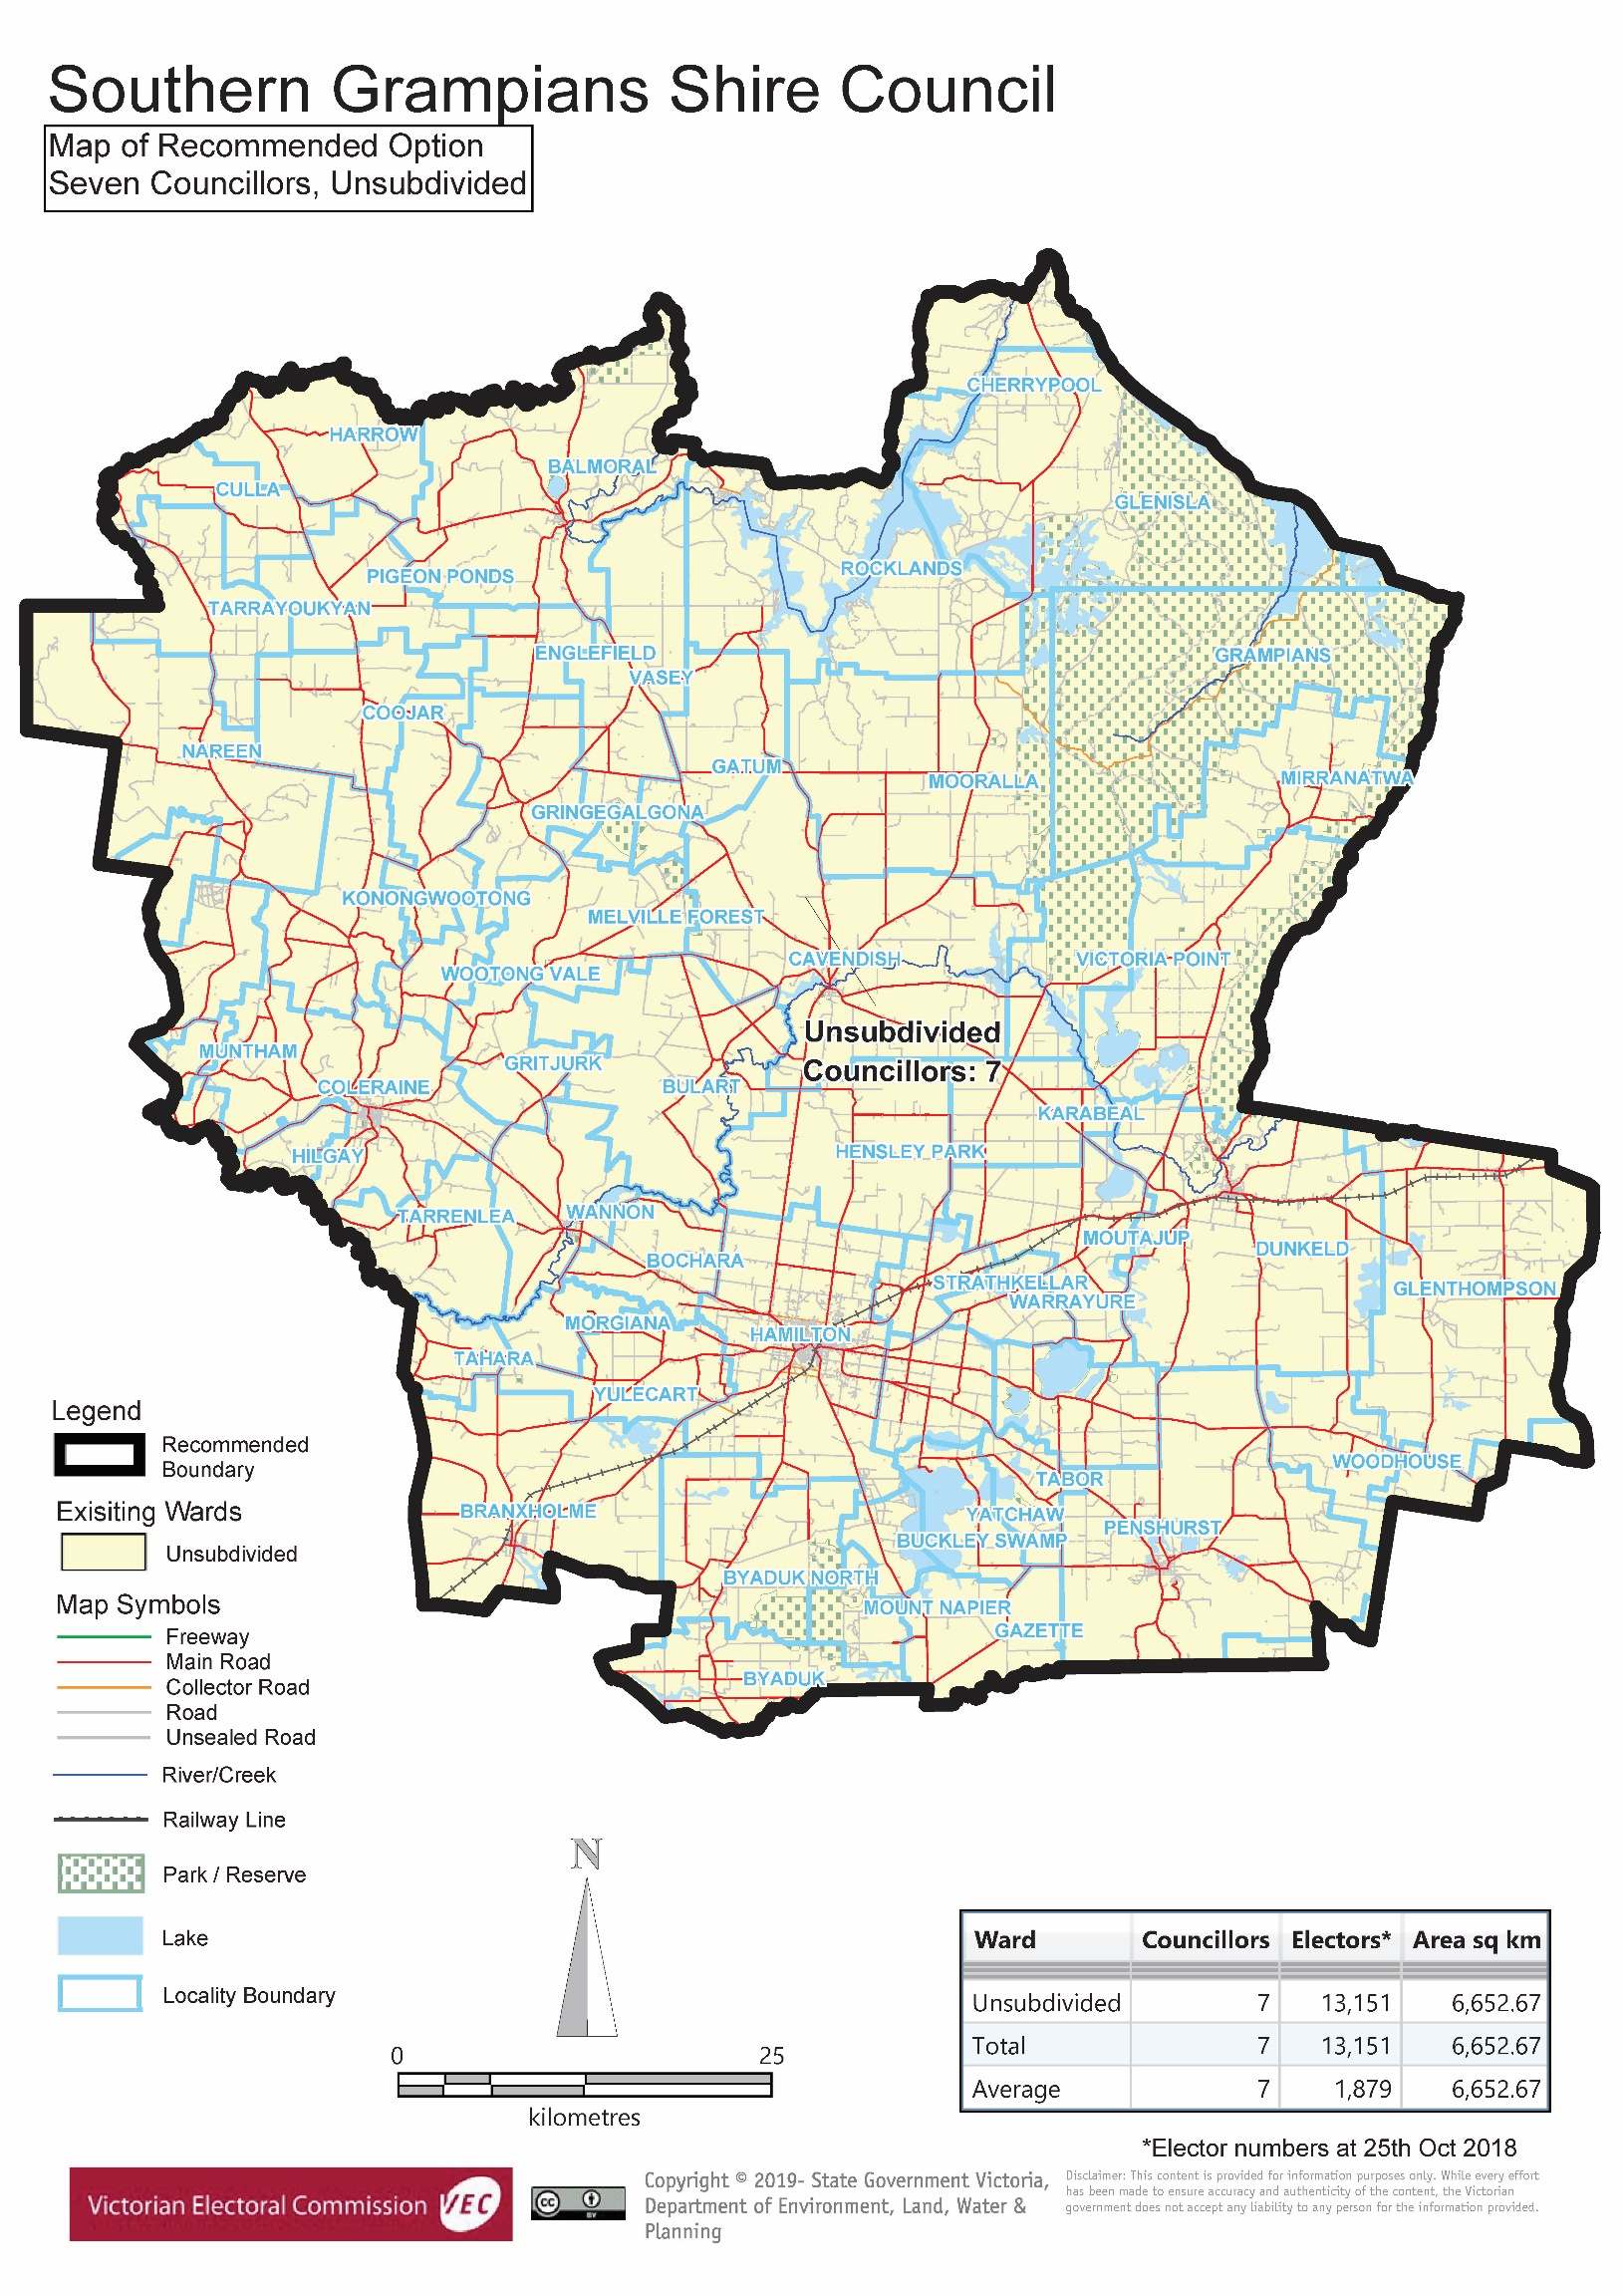 Southern Grampians Shire Council
Map of Recommended Option
Seven Councillors, Unsubdivided
CHERRYPOOL
HARROW
BALMORAL
CULLA
GLENISLA
ROCKLANDS
PIGEON PONDS
TARRAYOUKYAN
ENGLEFIELD
GRAMPIANS
VASEY
COOJAR
NAREEN
GATUM
MOORALLA
MIRRANATWA
GRINGEGALGONA
KONONGWOOTONG
MELVILLE FOREST
CAVENDISH
VICTORIA POINT
WOOTONG VALE
Unsubdivided
Councillors: 7
MUNTHAM
GRITJURK
COLERAINE
BULART
KARABEAL
HILGAY
HENSLEY PARK
TARRENLEA
WANNON
MOUTAJUP
DUNKELD
BOCHARA
STRATHKELLAR
GLENTHOMPSON
WARRAYURE
MORGIANA
HAMILTON
TAHARA
YULECART
WOODHOUSE
TABOR
BRANXHOLME
YATCHAW
PENSHURST
BUCKLEY SWAMP
BYADUK NORTH
MOUNT NAPIER
GAZETTE
BYADUK
Legend
Recommended
Boundary
Exisiting Wards
Unsubdivided
Map Symbols
Freeway
Main Road
Collector Road
Road
Unsealed Road
River/Creek
Railway Line
Park / Reserve
Lake
Locality Boundary
N
0 25
kilometres
Ward Councillors Electors* Area sq km
Unsubdivided 7 13,151 6,652.67
Total 7 13,151 6,652.67
Average 7 1,879 6,652.67
*Elector numbers at 25th Oct 2018
Victorian Electoral Commission VEC
cc BY
Copyright © 2019- State Government Victoria,
Department of Environment, Land, Water &
Planning
Disclaimer: This content is provided for information purposes only. While every effort
has been made to ensure accuracy and authenticity of the content, the Victorian
government does not accept any liability to any person for the information provided.